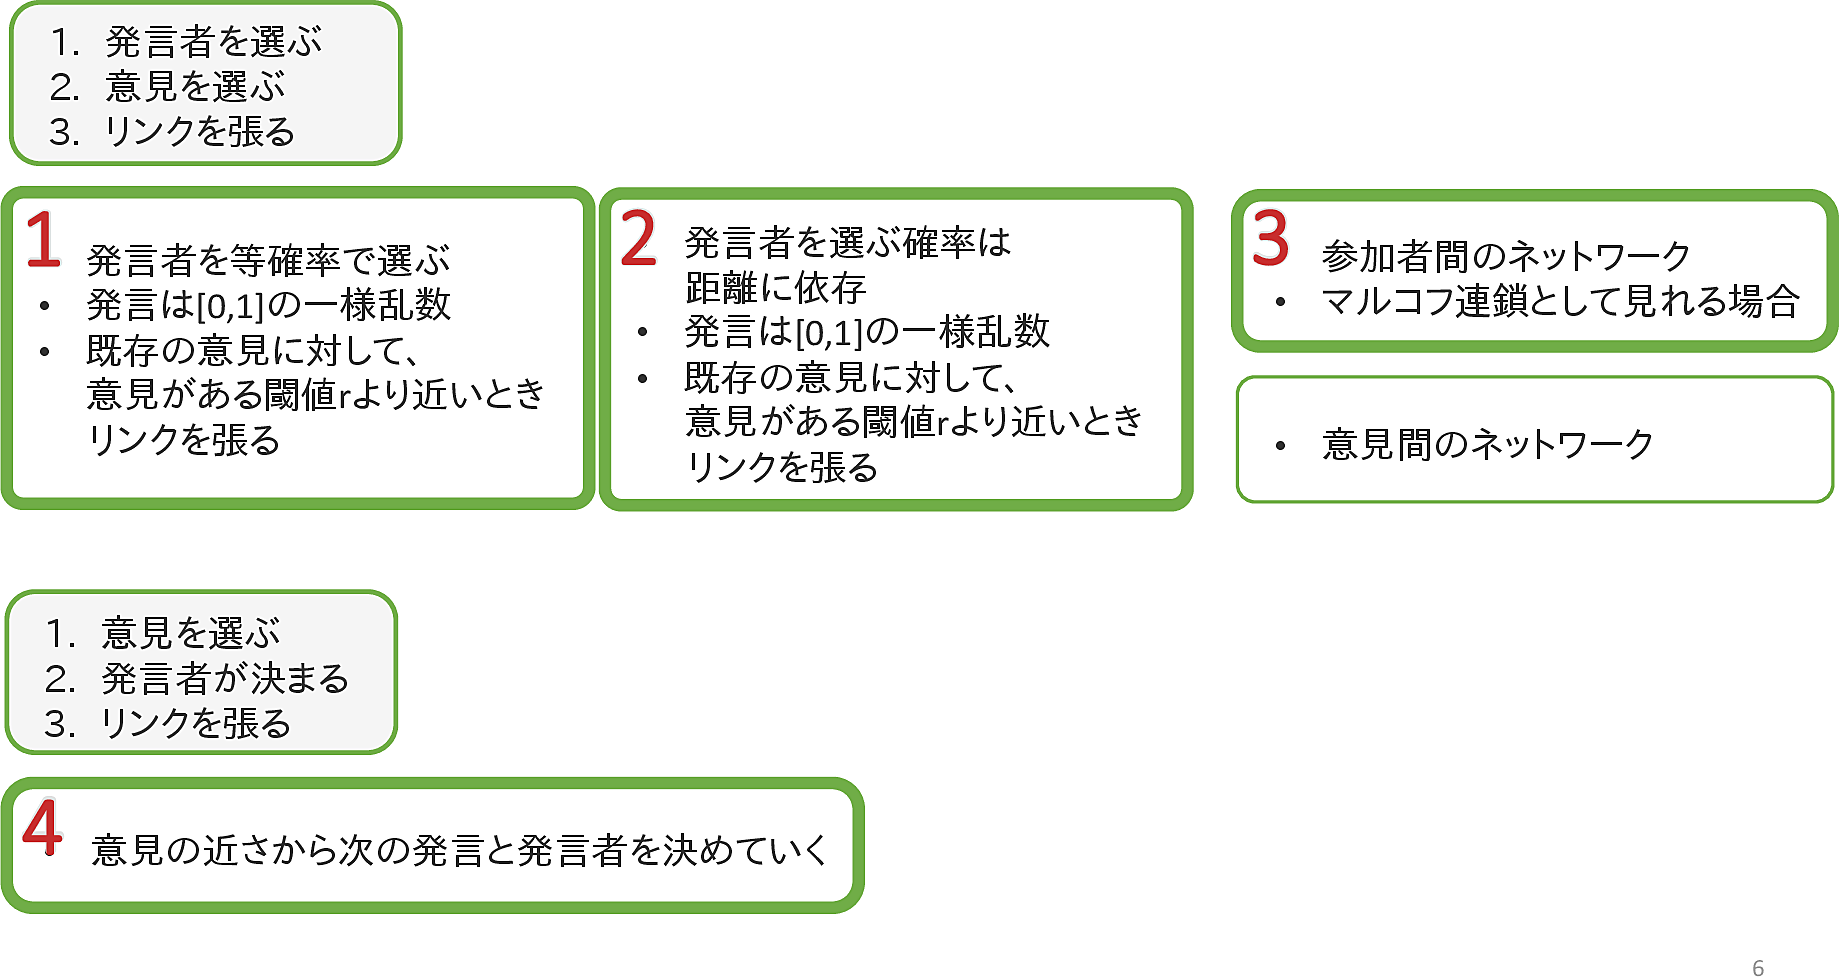 1. 発言者を選ぶ
2. 意見を選ぶ
3. リンクを張る
1
発言者を等確率で選ぶ
• 発言は[0,1]の一様乱数
• 既存の意見に対して、
意見がある閾値rより近いとき
リンクを張る
2
発言者を選ぶ確率は
距離に依存
• 発言は[0,1]の一様乱数
• 既存の意見に対して、
意見がある閾値rより近いとき
リンクを張る
3
参加者間のネットワーク
• マルコフ連鎖として見れる場合
• 意見間のネットワーク
1. 意見を選ぶ
2. 発言者が決まる
3. リンクを張る
4
意見の近さから次の発言と発言者を決めていく
6